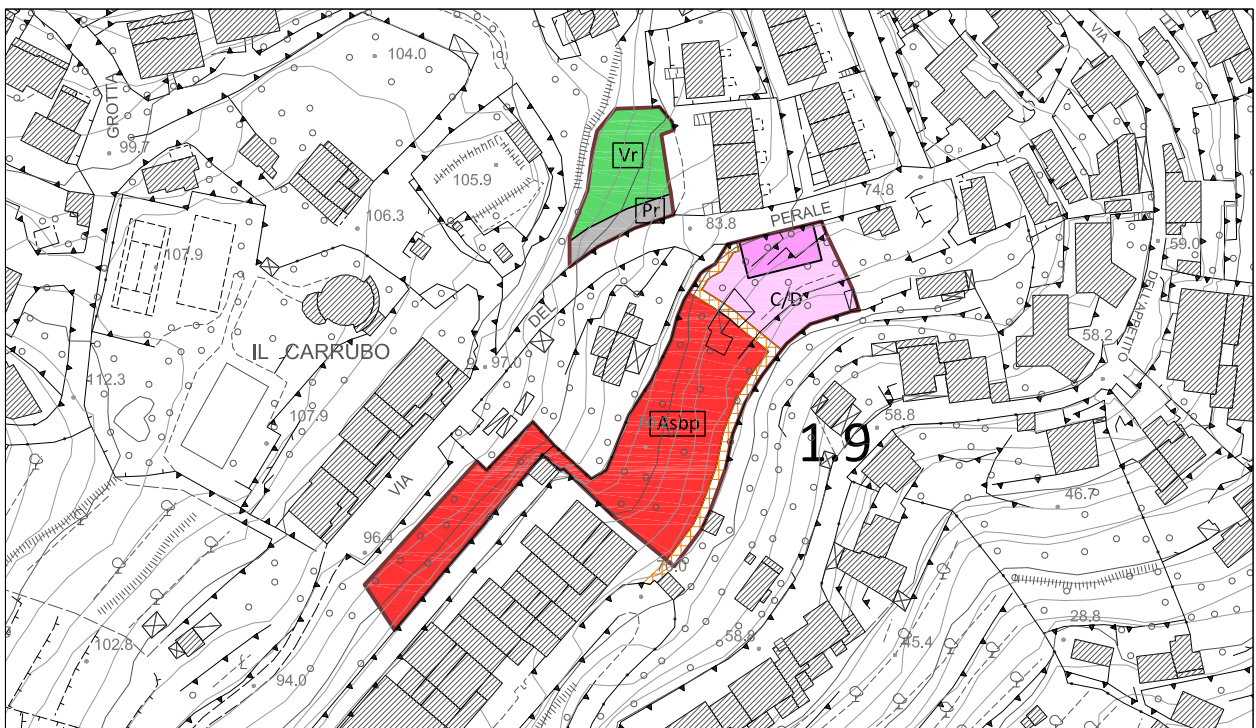 VIA
104.0
GROTTA
99.7
Vr
105.9
74.8
106.3
Pr
PERALE
83.8
59.0
107.9
C/D
DELL'APPETITO
DEL
58.2
IL CARRUBO
97.0
112.3
107.9
58.8
Asbp
1.9
VIA
46.7
96.4
28.8
58.8
45.4
102.8
94.0